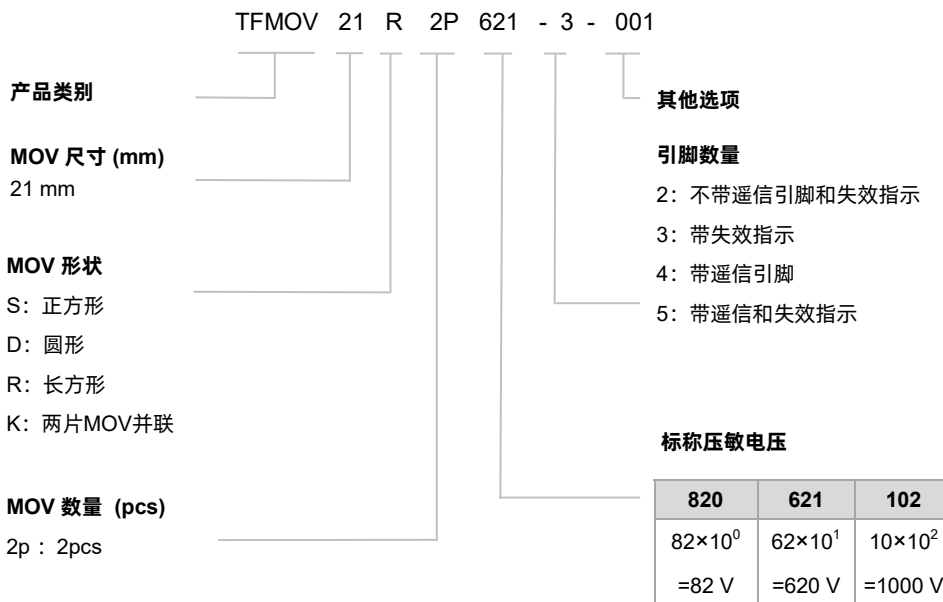 TFMOV 21 R 2P 621 - 3 - 001
产品类别
MOV 尺寸 (mm)
21 mm
MOV 形状
S：正方形
D：圆形
R：长方形
K：两片MOV并联
MOV 数量 (pcs)
2p ：2pcs
其他选项
引脚数量
2：不带遥信引脚和失效指示
3：带失效指示
4：带遥信引脚
5：带遥信和失效指示
标称压敏电压
820 621 102
82×10⁰ 62×10¹ 10×10²
=82 V =620 V =1000 V